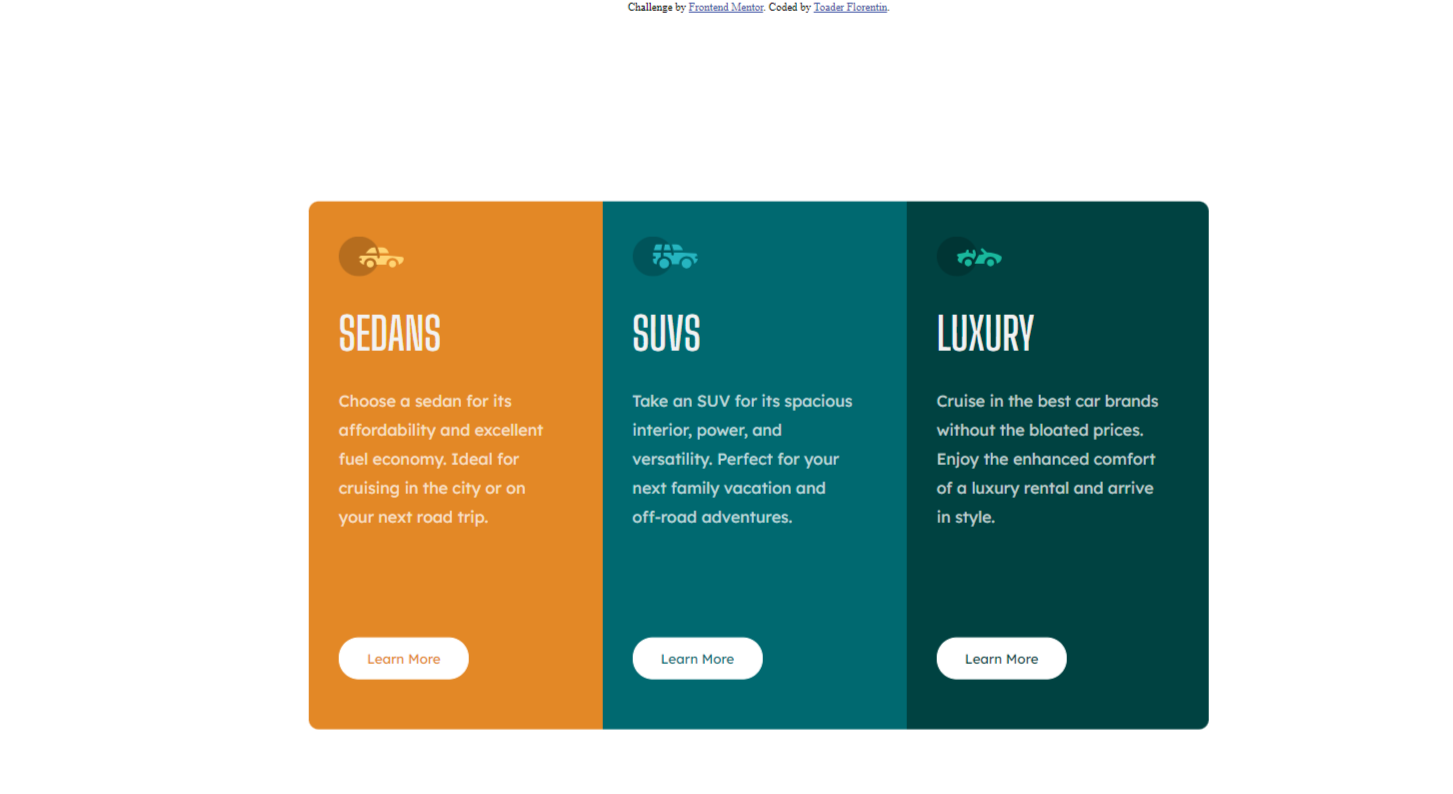 Challenge by Frontend Mentor. Coded by Toader Florentin.
SEDANS
Choose a sedan for its
affordability and excellent
fuel economy. Ideal for
cruising in the city or on
your next road trip.
Learn More
SUVS
Take an SUV for its spacious
interior, power, and
versatility. Perfect for your
next family vacation and
off-road adventures.
Learn More
LUXURY
Cruise in the best car brands
without the bloated prices.
Enjoy the enhanced comfort
of a luxury rental and arrive
in style.
Learn More